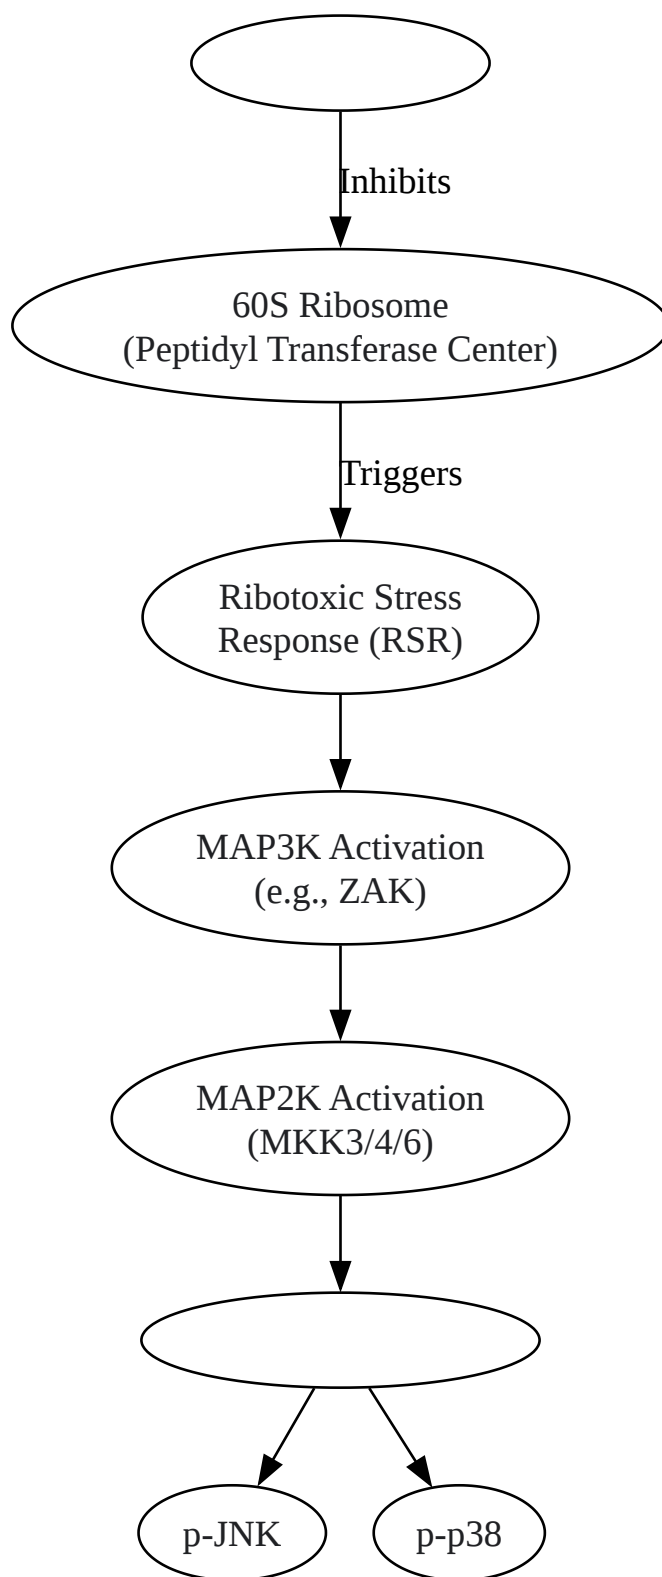 Inhibits
60S Ribosome
(Peptidyl Transferase Center)
Triggers
Ribotoxic Stress
Response (RSR)
MAP3K Activation
(e.g., ZAK)
MAP2K Activation
(MKK3/4/6)
p-JNK
p-p38